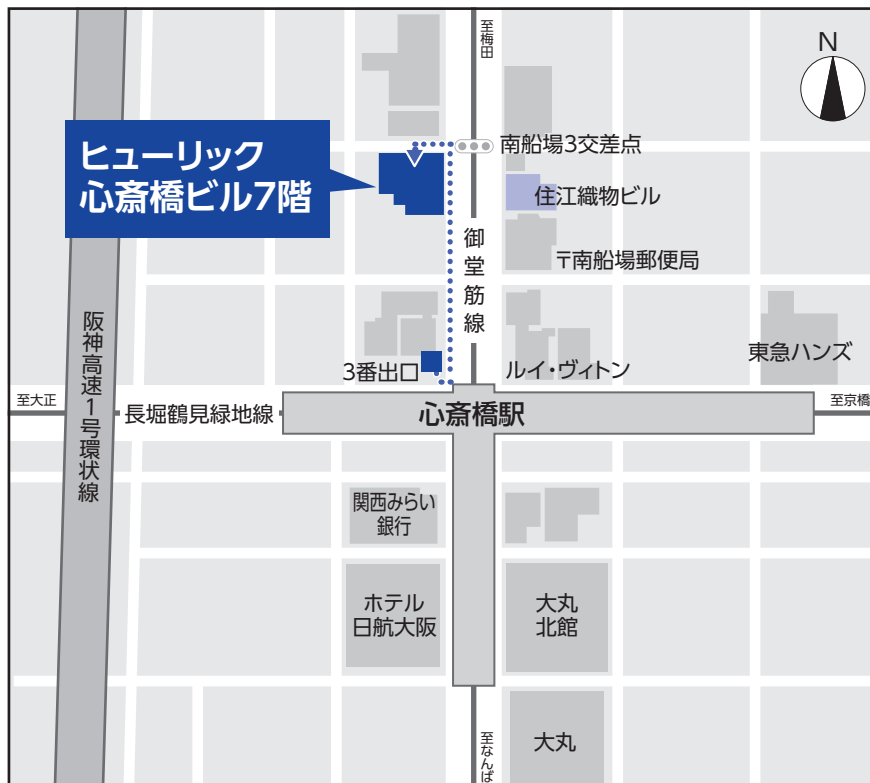 至梅田
N
南船場3交差点
ヒューリック
心斎橋ビル7階
住江織物ビル
御堂筋線
〒南船場郵便局
阪神高速1号環状線
東急ハンズ
3番出口
ルイ・ヴィトン
至大正
長堀鶴見緑地線
心斎橋駅
至京橋
関西みらい
銀行
ホテル
日航大阪
大丸
北館
至なんば
大丸